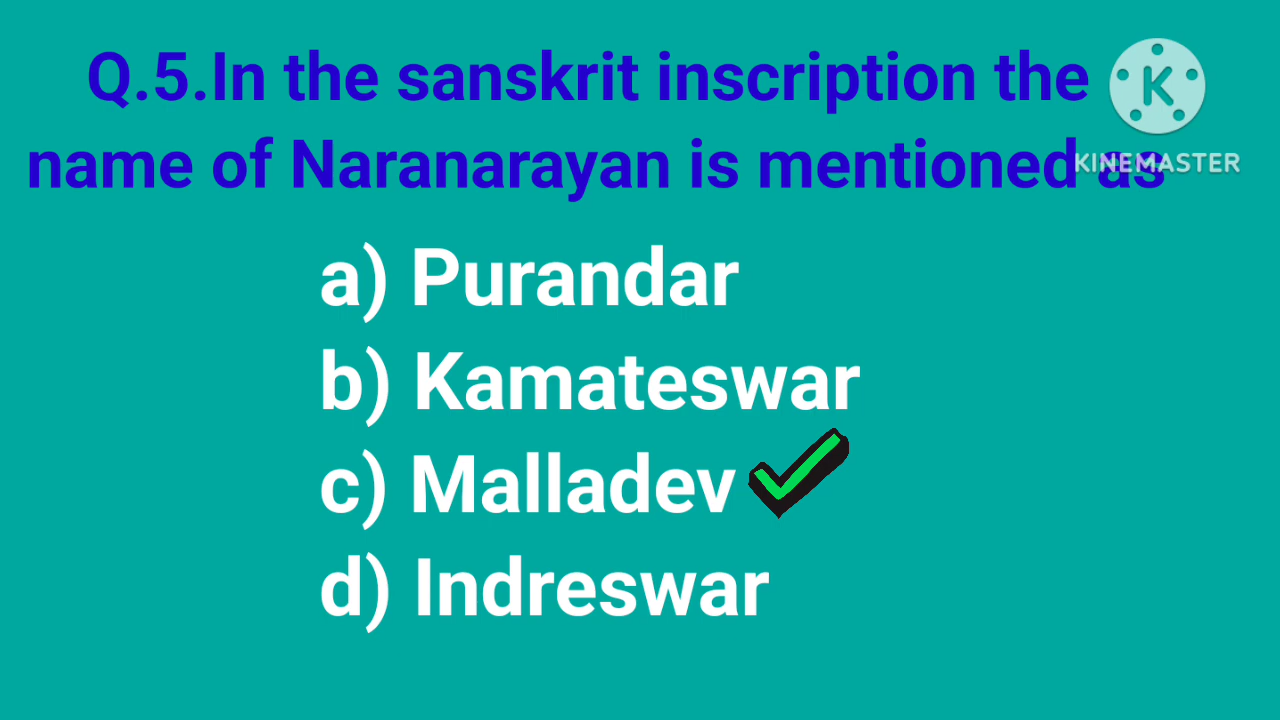 Q.5.In the sanskrit inscription the
name of Naranarayan is mentioned as
K
KINEMASTER
a) Purandar
b) Kamateswar
c) Malladev
d) Indreswar